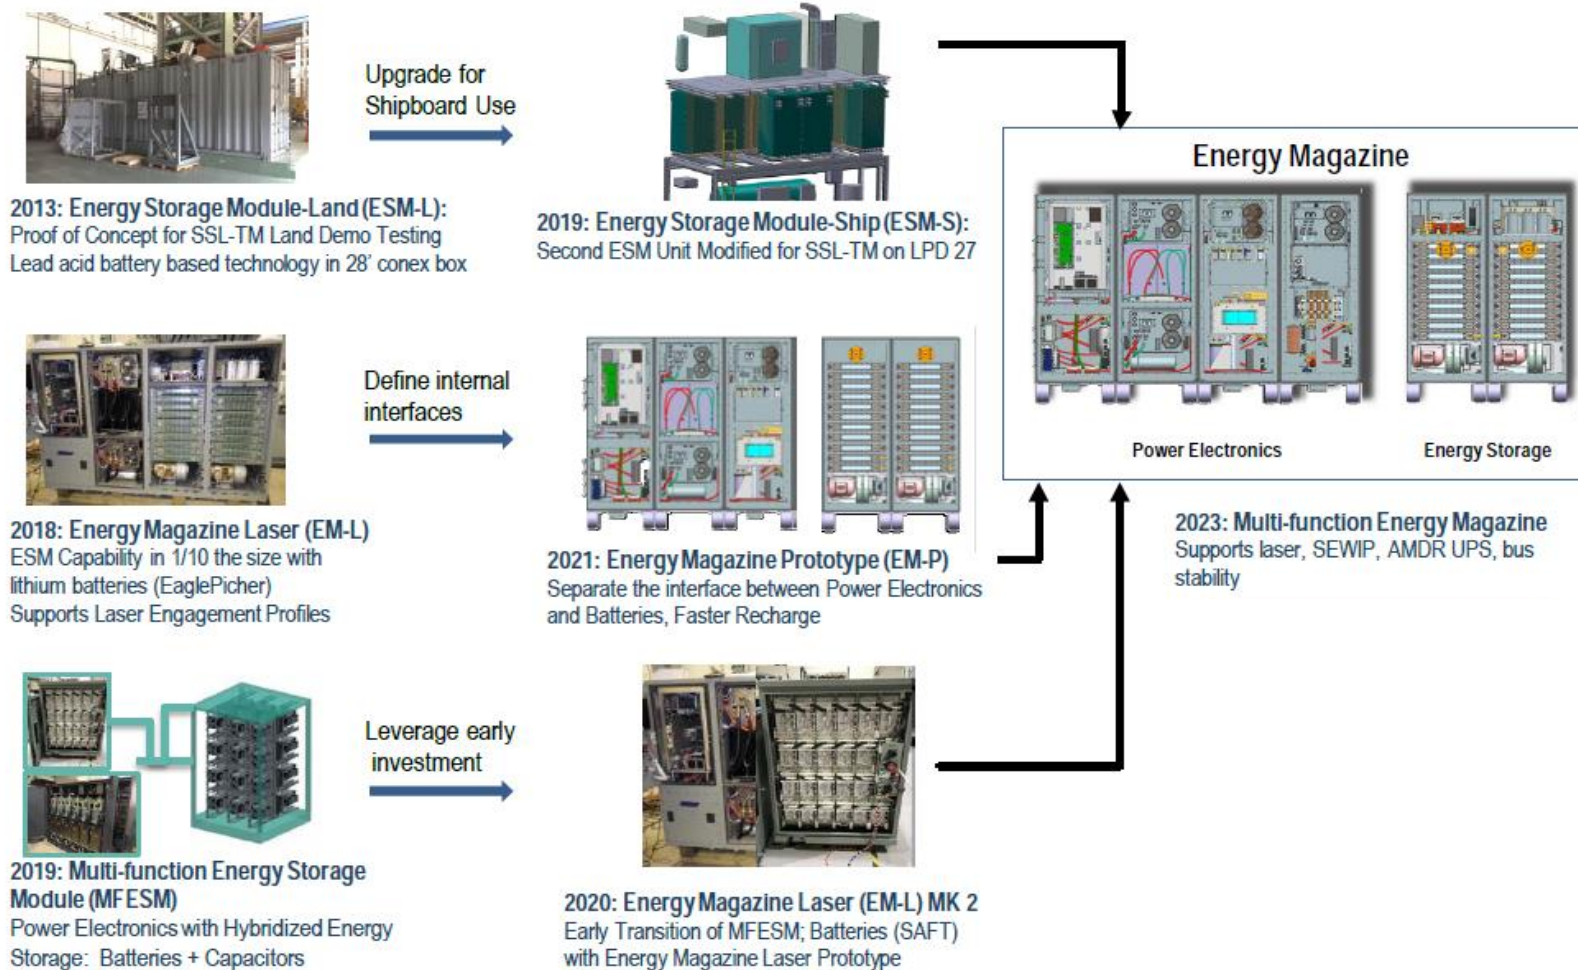 Upgrade for
Shipboard Use
2013: Energy Storage Module-Land (ESM-L):
Proof of Concept for SSL-TM Land Demo Testing
Lead acid battery based technology in 28' conex box
2019: Energy Storage Module-Ship (ESM-S):
Second ESM Unit Modified for SSL-TM on LPD 27
Energy Magazine
Power Electronics
Energy Storage
Define internal
interfaces
2018: Energy Magazine Laser (EM-L)
ESM Capability in 1/10 the size with
lithium batteries (EaglePicher)
Supports Laser Engagement Profiles
2021: Energy Magazine Prototype (EM-P)
Separate the interface between Power Electronics
and Batteries, Faster Recharge
2023: Multi-function Energy Magazine
Supports laser, SEWIP, AMDR UPS, bus
stability
Leverage early
investment
2019: Multi-function Energy Storage
Module (MFESM)
Power Electronics with Hybridized Energy
Storage: Batteries + Capacitors
2020: Energy Magazine Laser (EM-L) MK 2
Early Transition of MFESM; Batteries (SAFT)
with Energy Magazine Laser Prototype